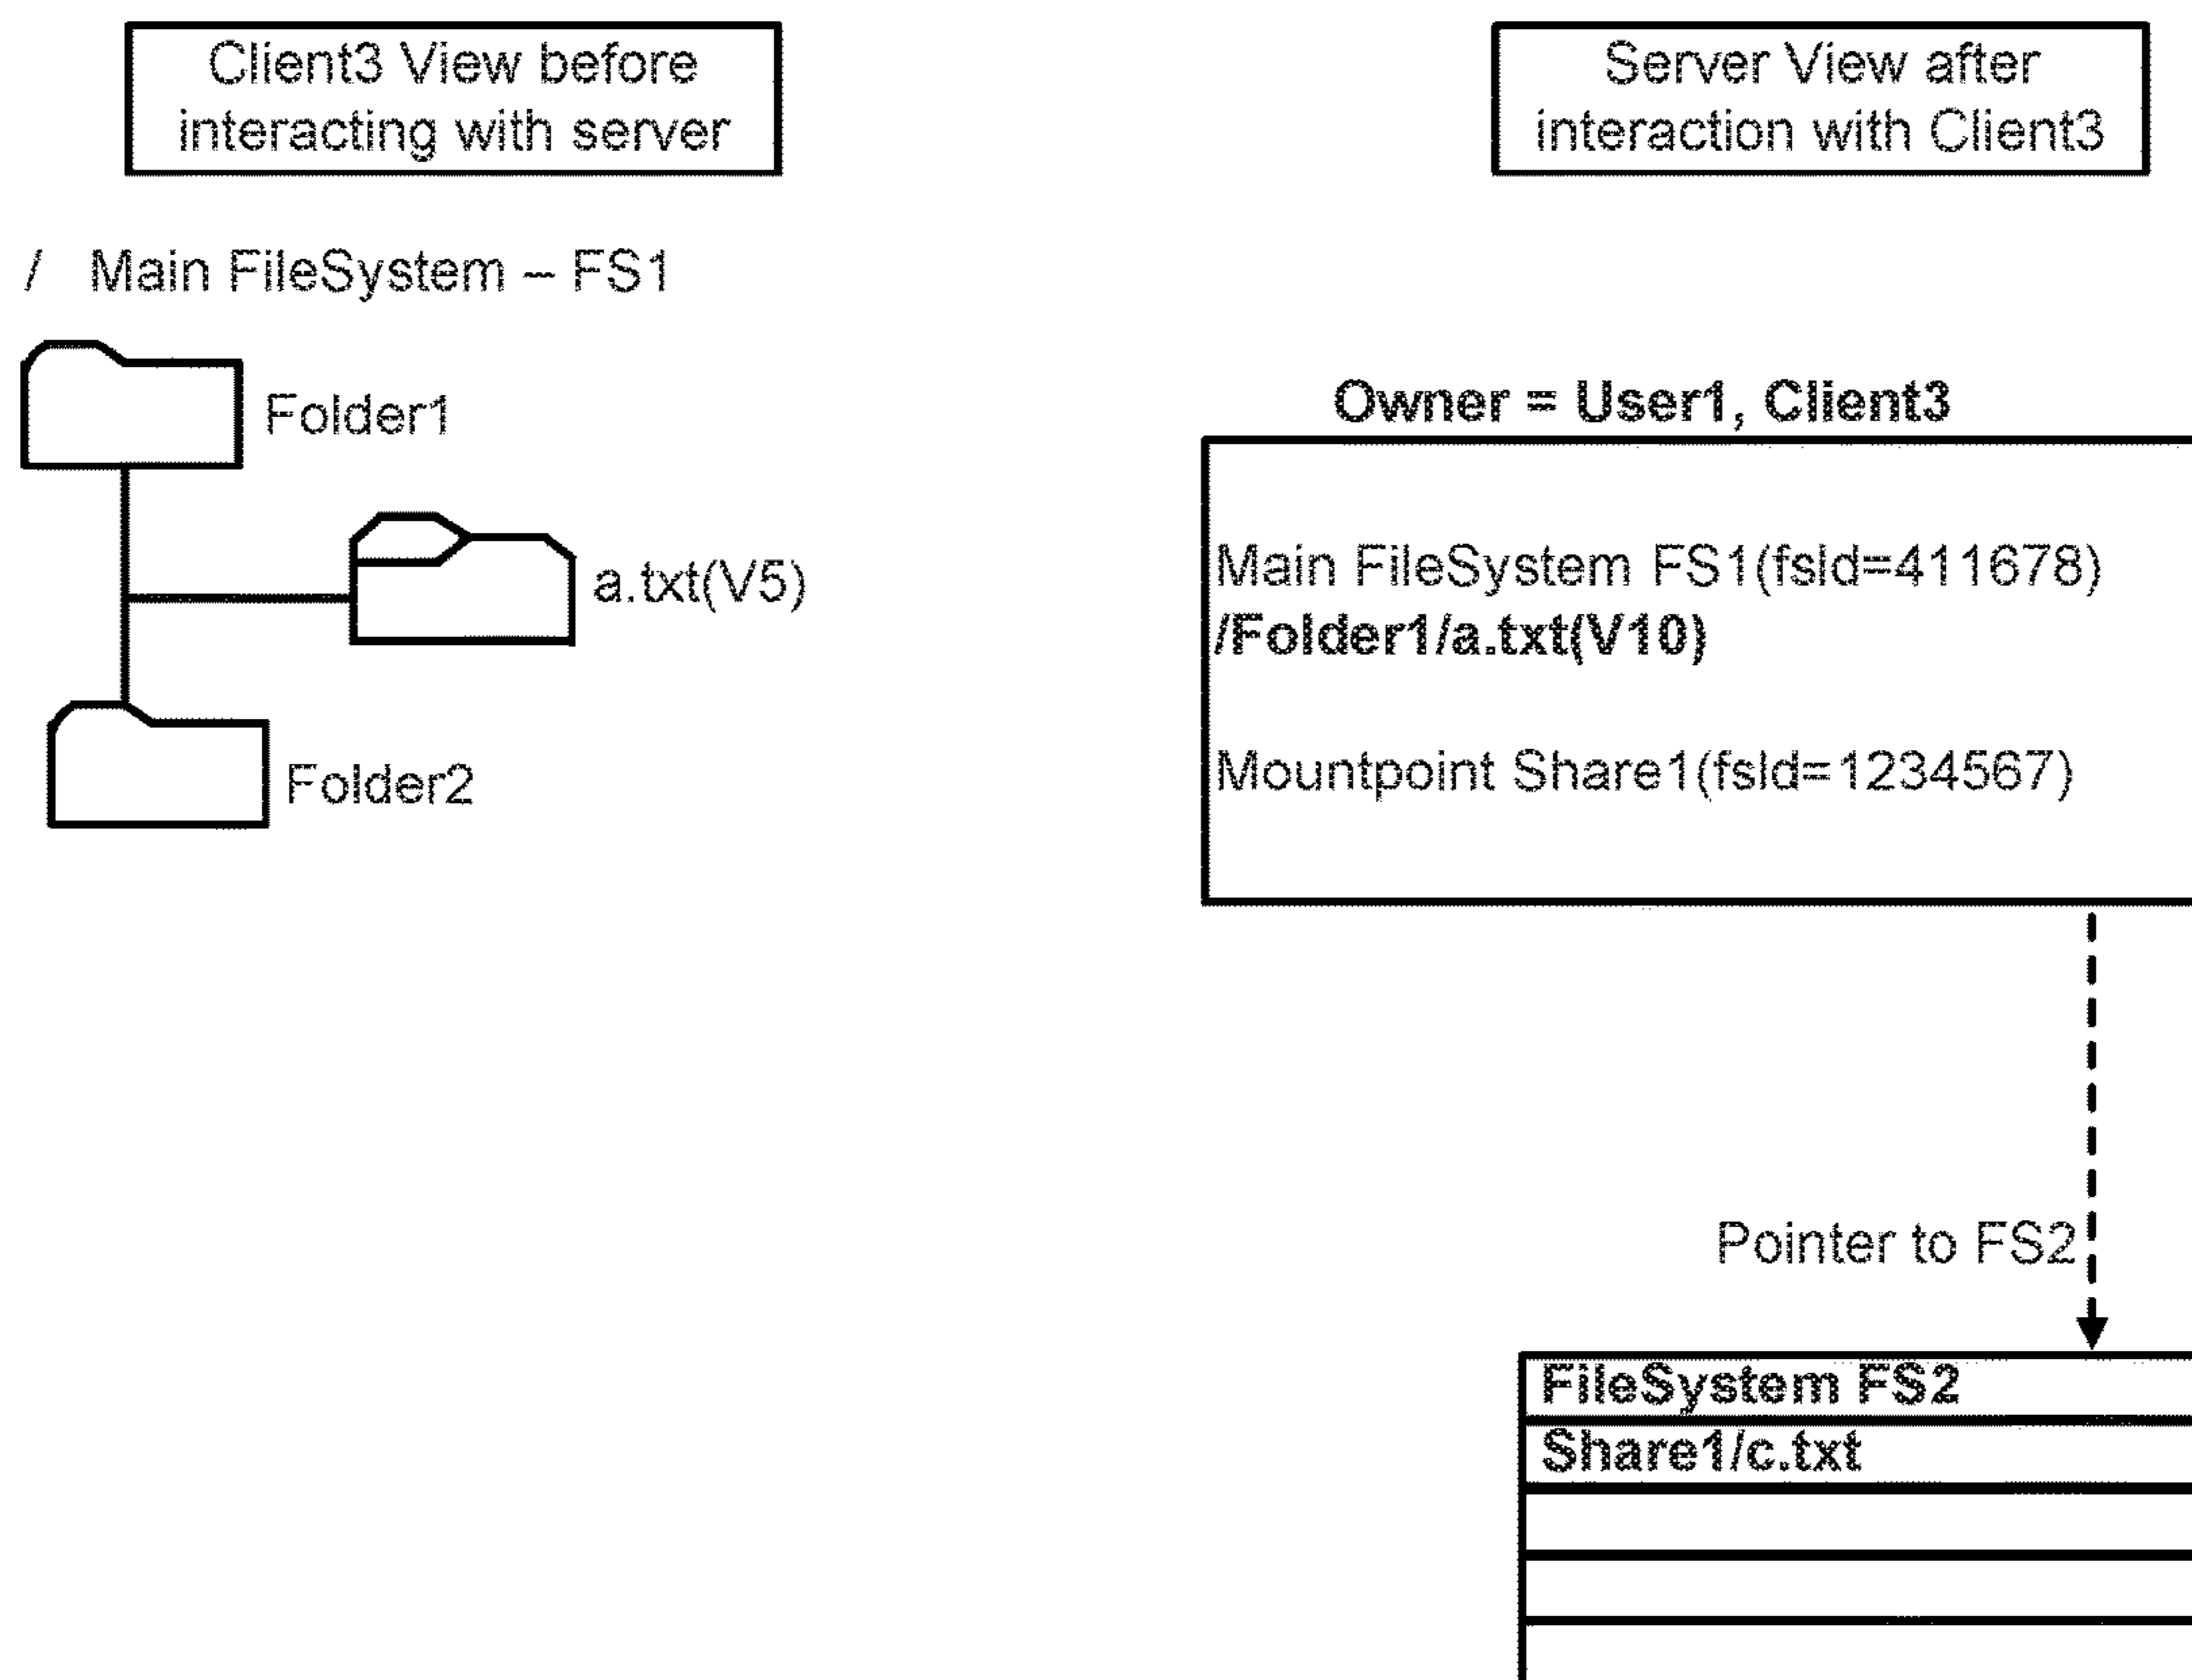 Client3 View before
interacting with server
/ Main FileSystem – FS1
Folder1
a.txt(V5)
Folder2
Server View after
interaction with Client3
Owner = User1, Client3
Main FileSystem FS1(fsId=411678)
/Folder1/a.txt(V10)
Mountpoint Share1(fsId=1234567)
Pointer to FS2
FileSystem FS2
Share1/c.txt